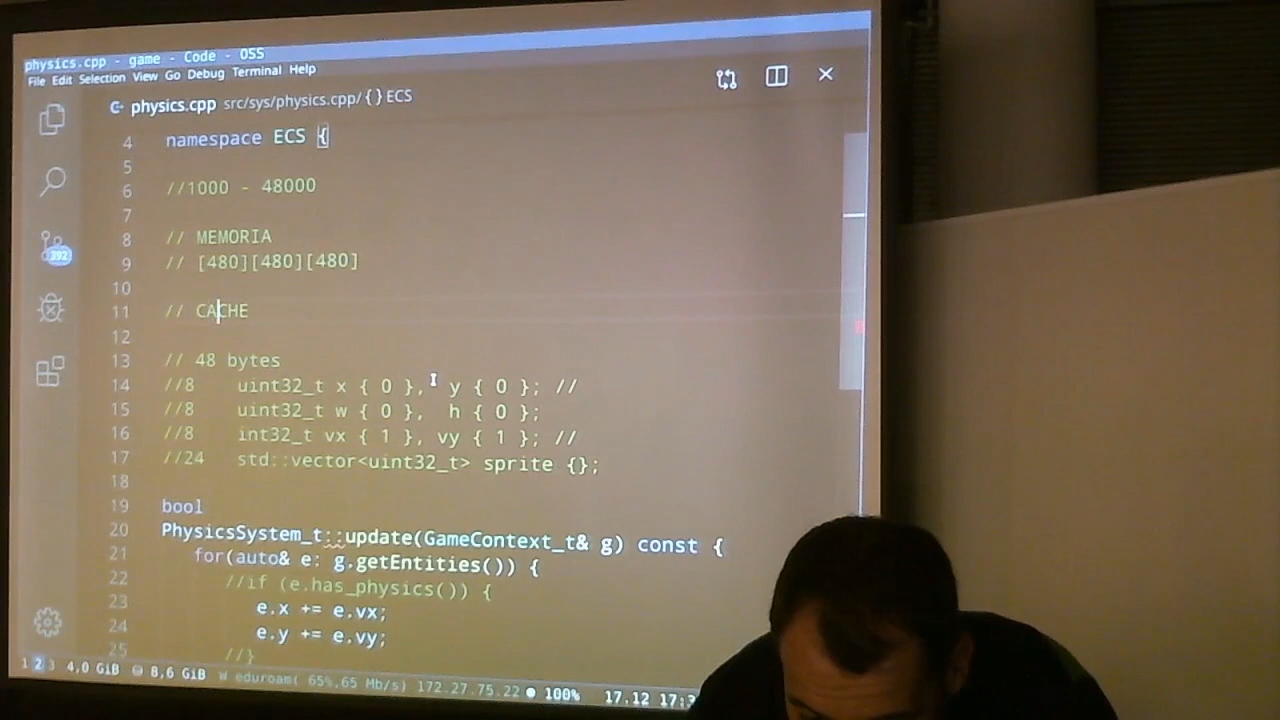 physics.cpp - game - Code - OSS
File Edit Selection View Go Debug Terminal Help
physics.cpp src/sys/physics.cpp/ {} ECS
4 namespace ECS {
5
6 //1000 - 48000
7
8 // MEMORIA
9 // [480][480][480]
10
11 // CACHE
12
13 // 48 bytes
14 //8 uint32_t x { 0 }, y { 0 }; //
15 //8 uint32_t w { 0 }, h { 0 };
16 //8 int32_t vx { 1 }, vy { 1 }; //
17 //24 std::vector<uint32_t> sprite {};
18
19 bool
20 PhysicsSystem_t::update(GameContext_t& g) const {
21 for(auto& e: g.getEntities()) {
22 //if (e.has_physics()) {
23 e.x += e.vx;
24 e.y += e.vy;
25 //}
392
1 2 3 4,0 GiB 8,6 GiB W eduroam( 65%,65 Mb/s) 172.27.75.22 100% 17.12